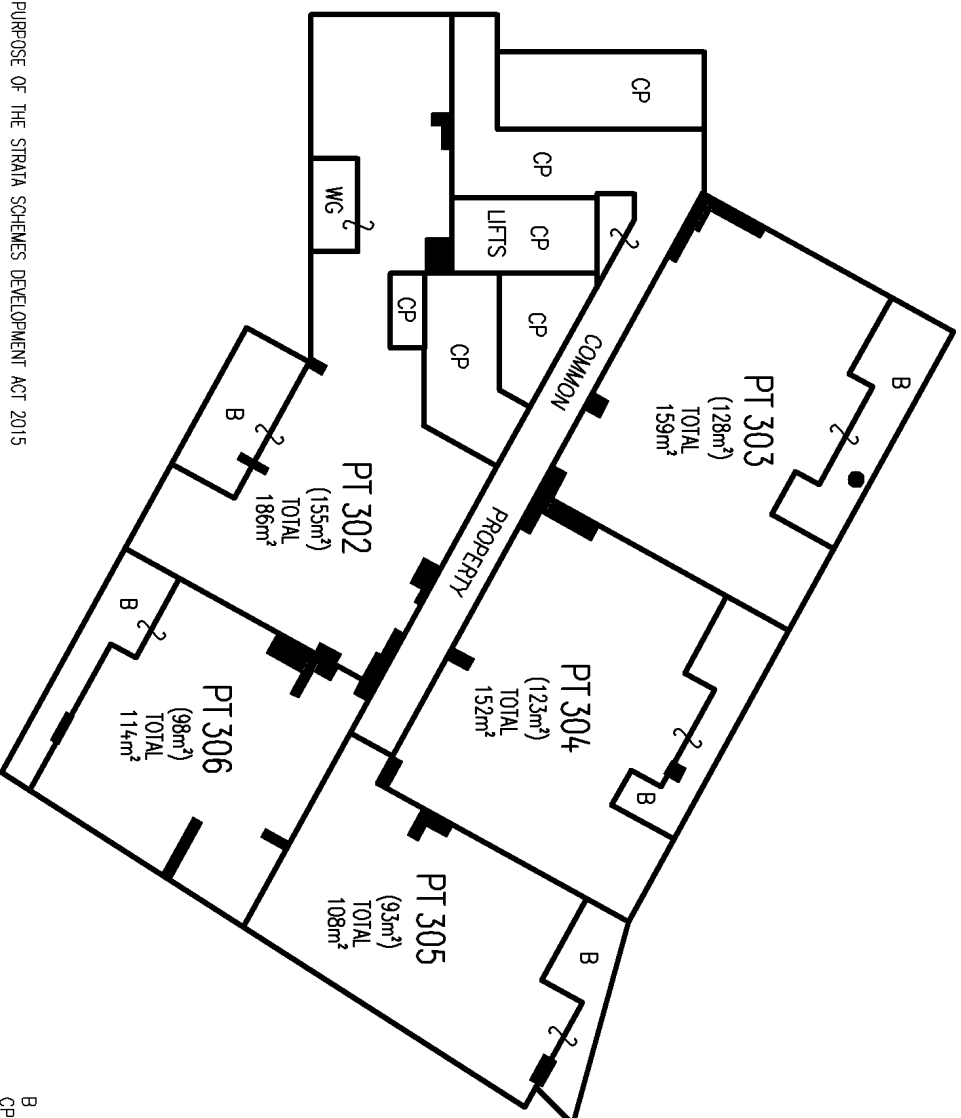 PURPOSE OF THE STRATA SCHEMES DEVELOPMENT ACT 2015
CP
CP
CP
LIFTS
CP
CP
CP
WG
COMMON
PROPERTY
B
PT 303
(128m²)
TOTAL
159m²
PT 302
(155m²)
TOTAL
186m²
B
PT 304
(123m²)
TOTAL
152m²
B
B
PT 306
(98m²)
TOTAL
114m²
PT 305
(93m²)
TOTAL
108m²
B
B
CP